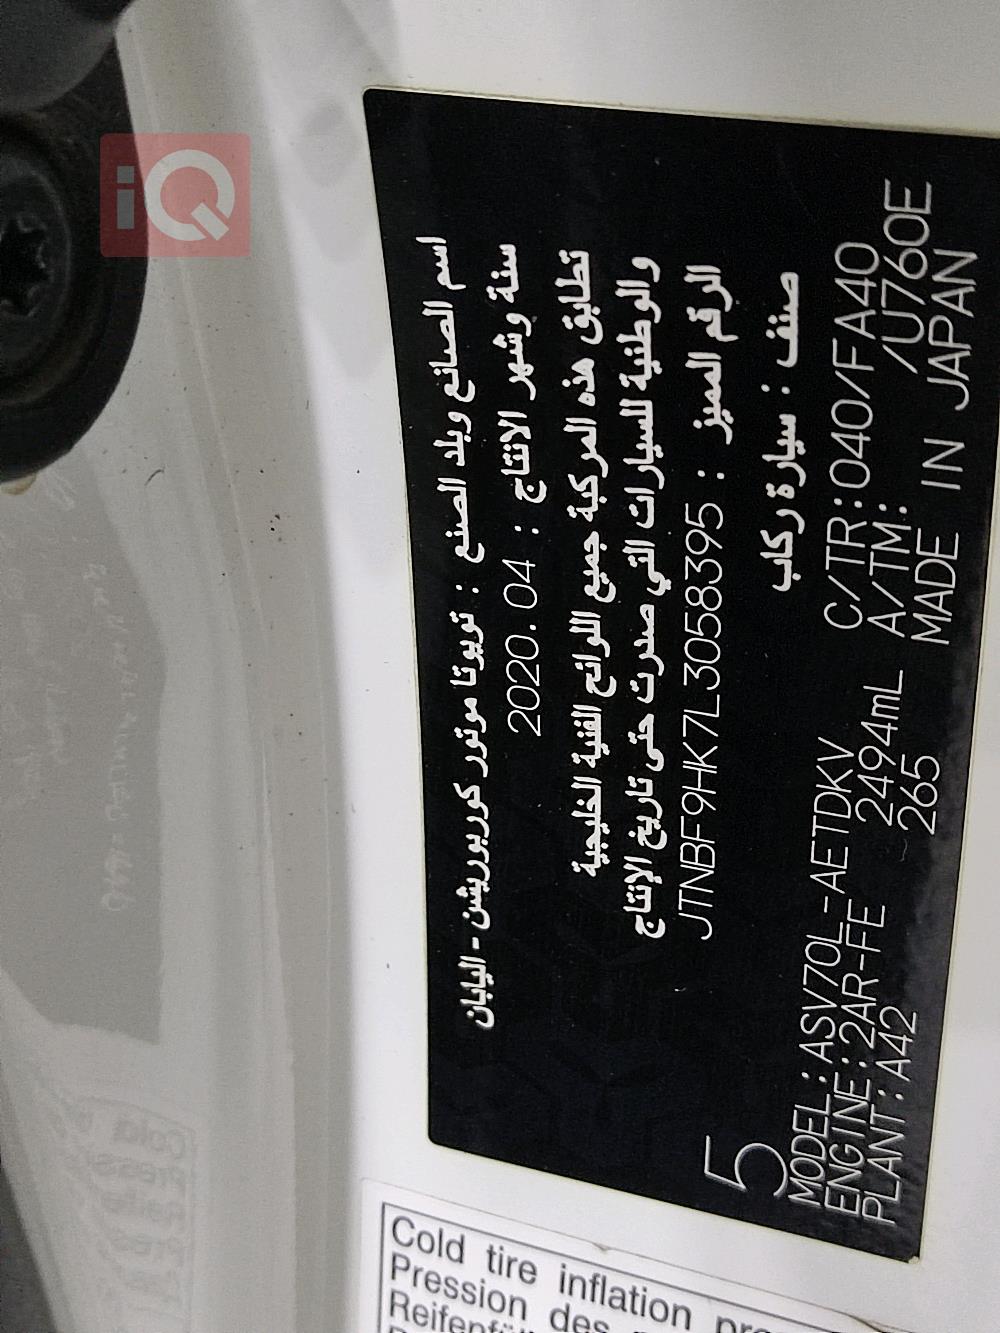 iQ
اسم الصانع وبلد الصنع : تويوتا موتور كوربوريشن - اليابان
سنة وشهر الانتاج : 2020.04
تطابق هذه المركبة جميع اللوائح الفنية الخليجية
والوطنية للسيارات التي صدرت حتى تاريخ الإنتاج
الرقم المميز : JTNBF9HK7L3058395
صنف : سيارة ركاب
5
MODEL:ASV70L-AETDKV C/TR:040/FA40
ENGINE:2AR-FE 2494mL A/TM: /U760E
PLANT:A42 265 MADE IN JAPAN
Cold tire inflation
Pression des